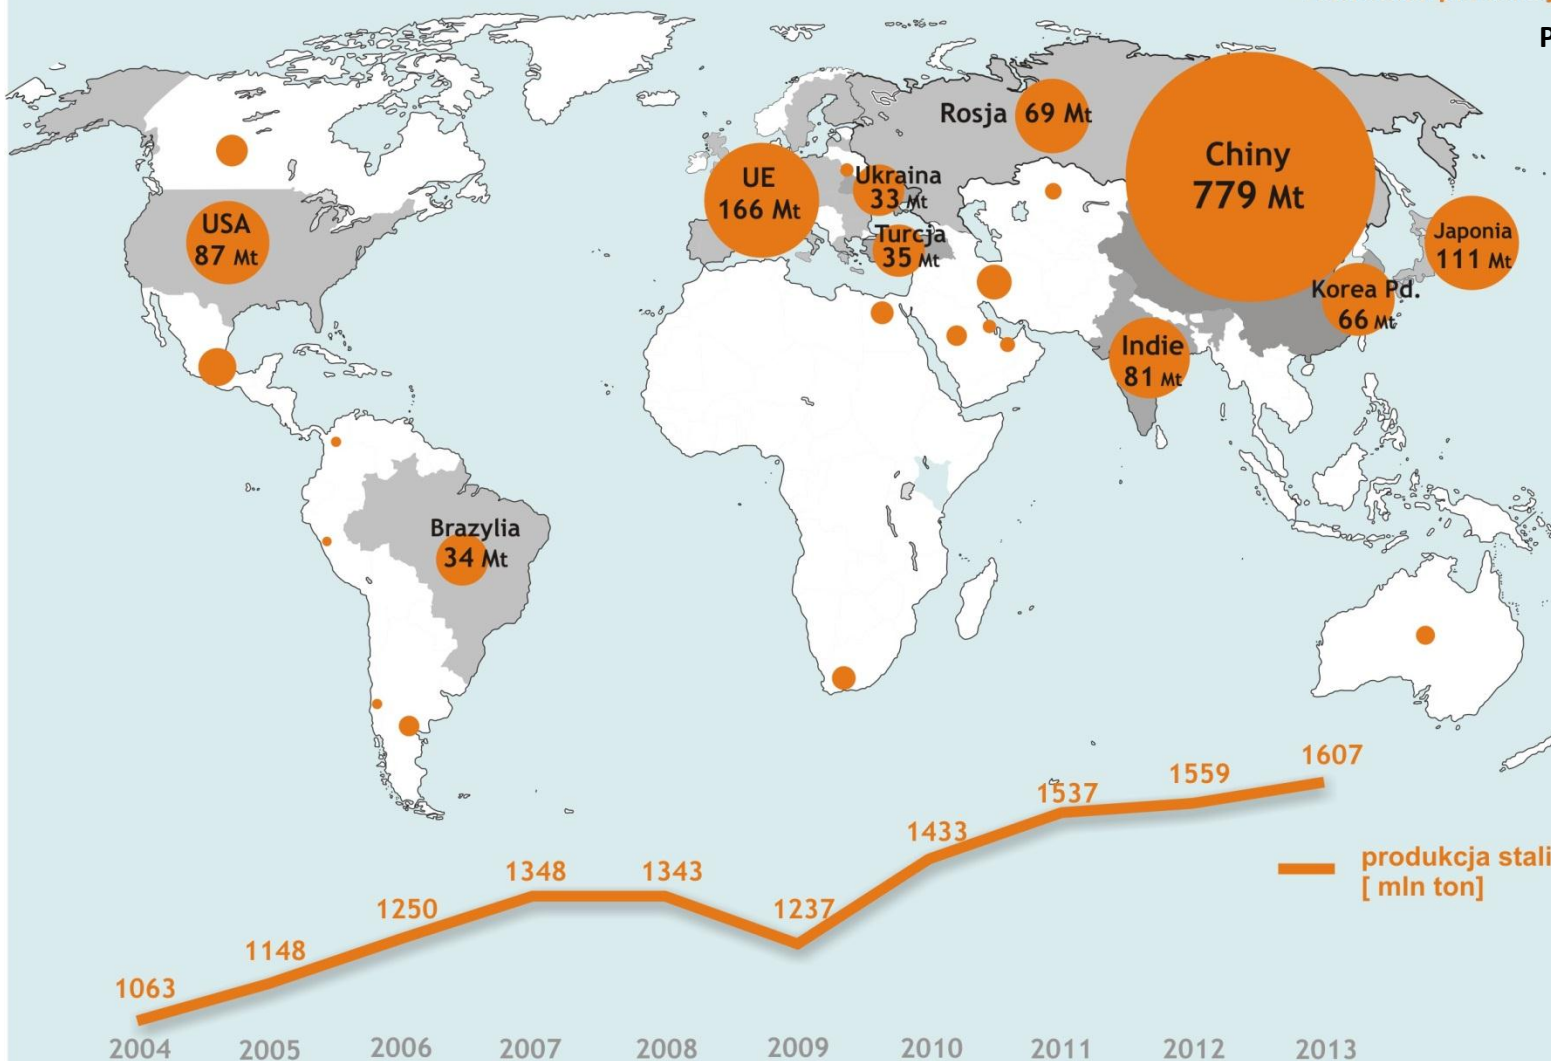 P
Rosja 69 Mt
Chiny
779 Mt
UE
166 Mt
Ukraina
33 Mt
USA
87 Mt
Turcja
35 Mt
Japonia
111 Mt
Korea Pd.
66 Mt
Indie
81 Mt
Brazylia
34 Mt
1063
1148
1250
1348
1343
1237
1433
1537
1559
1607
produkcja stali
[ mln ton]
2004 2005 2006 2007 2008 2009 2010 2011 2012 2013